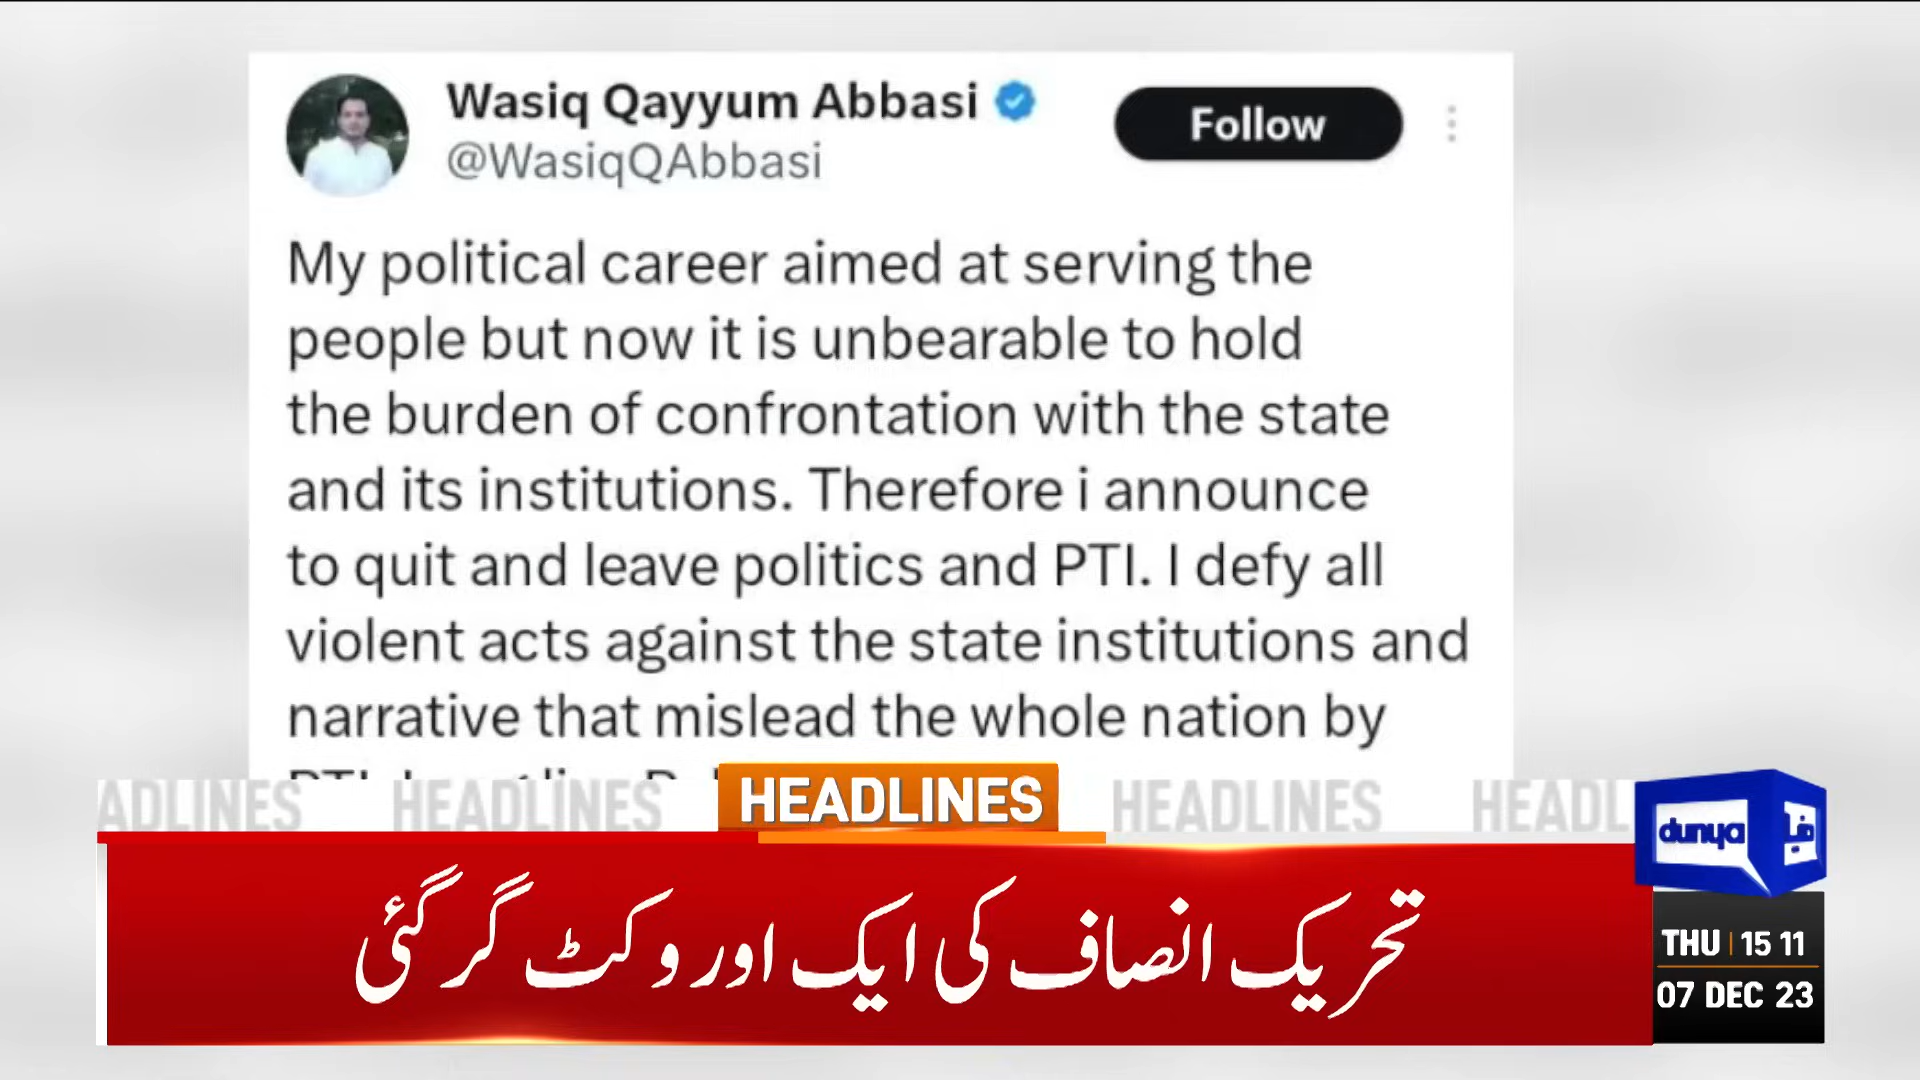 Wasiq Qayyum Abbasi
@WasiqQAbbasi
Follow
My political career aimed at serving the
people but now it is unbearable to hold
the burden of confrontation with the state
and its institutions. Therefore i announce
to quit and leave politics and PTI. I defy all
violent acts against the state institutions and
narrative that mislead the whole nation by
ADLINES HEADLINES HEADLINES HEADLINES HEADL
تحریک انصاف کی ایک اور وکٹ گر گئی
dunya دنیا
THU 15 11
07 DEC 23